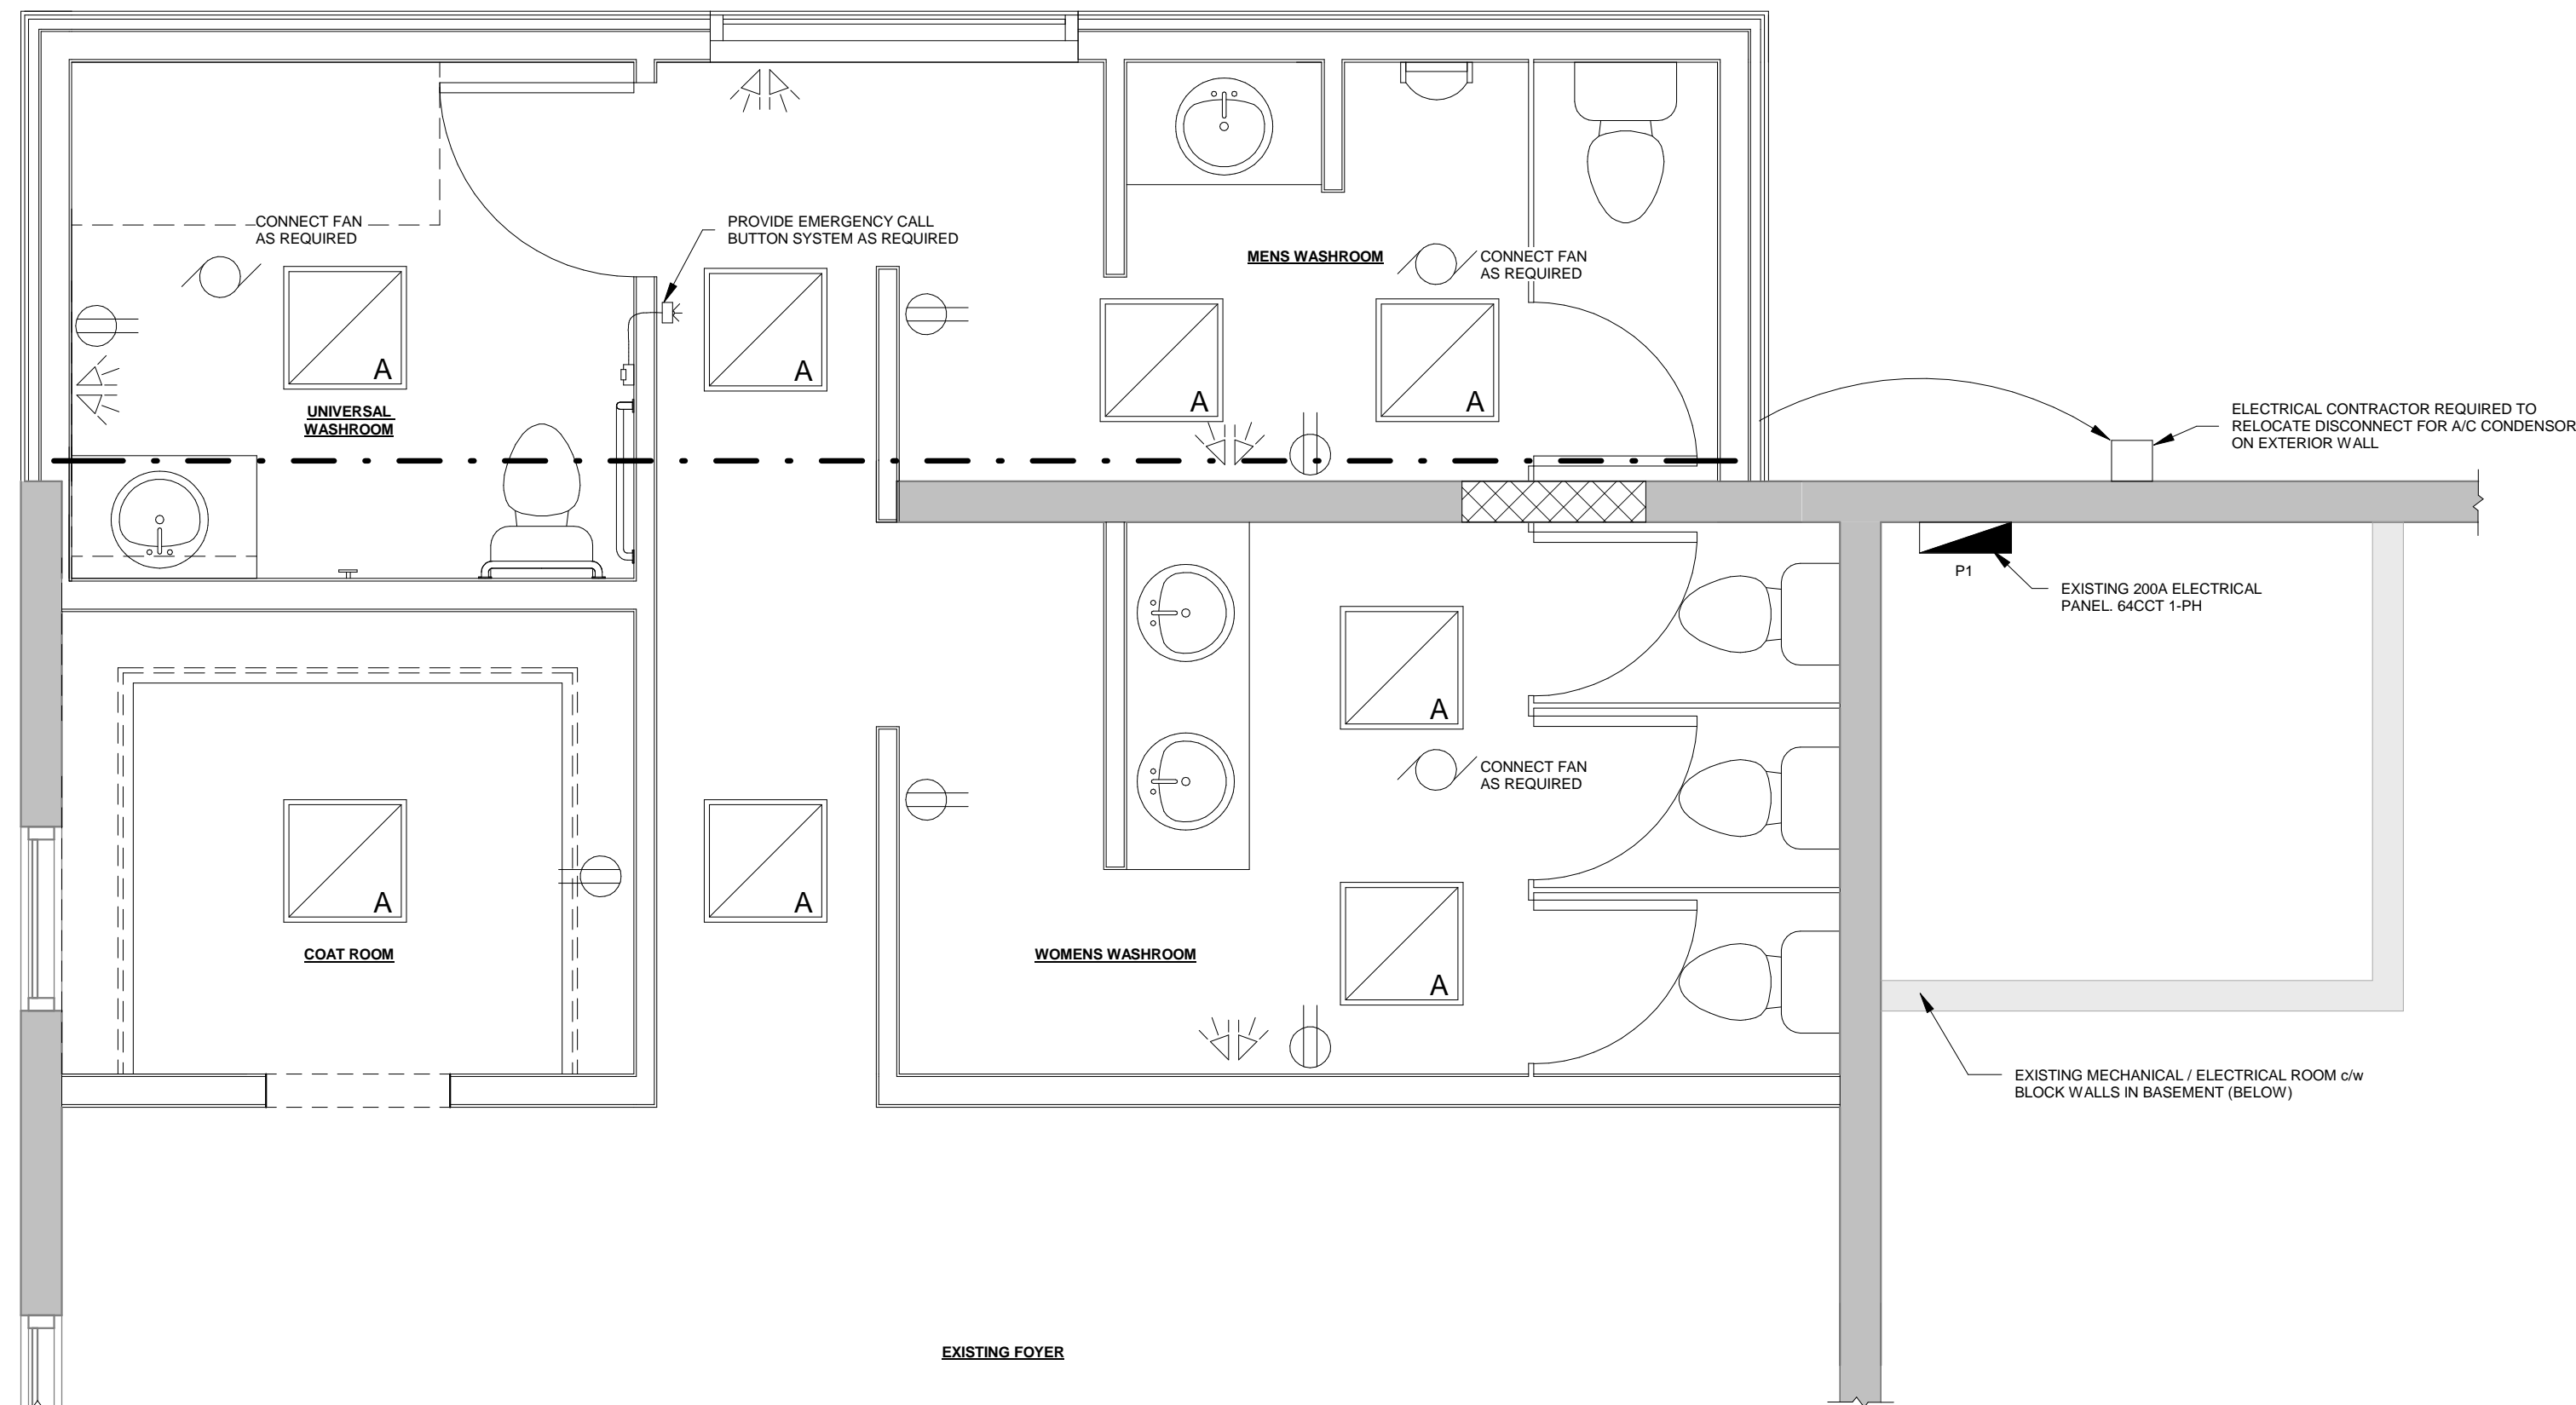 CONNECT FAN
AS REQUIRED
PROVIDE EMERGENCY CALL
BUTTON SYSTEM AS REQUIRED
MENS WASHROOM
CONNECT FAN
AS REQUIRED
A
A
A
A
UNIVERSAL
WASHROOM
ELECTRICAL CONTRACTOR REQUIRED TO
RELOCATE DISCONNECT FOR A/C CONDENSOR
ON EXTERIOR WALL
P1
EXISTING 200A ELECTRICAL
PANEL. 64CCT 1-PH
A
CONNECT FAN
AS REQUIRED
A
A
COAT ROOM
WOMENS WASHROOM
A
EXISTING MECHANICAL / ELECTRICAL ROOM c/w
BLOCK WALLS IN BASEMENT (BELOW)
EXISTING FOYER